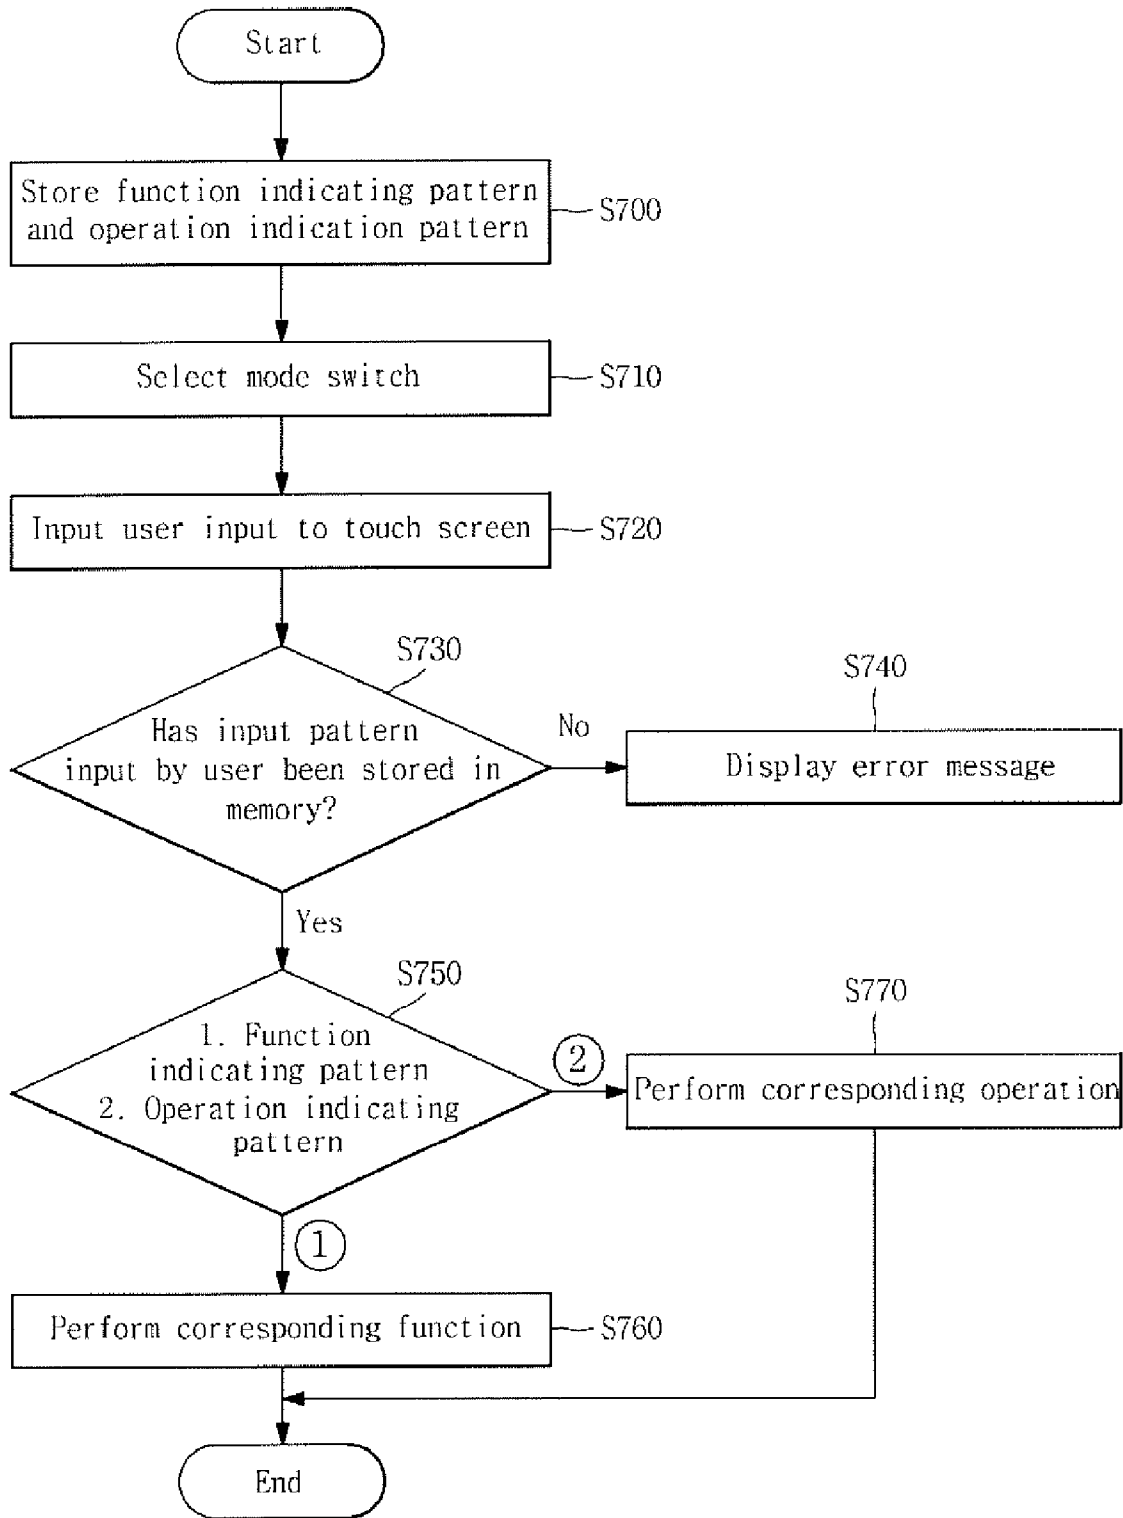 Start
Store function indicating pattern
and operation indication pattern
S700
Select mode switch
S710
Input user input to touch screen
S720
S730
Has input pattern
input by user been stored in
memory?
No
S740
Display error message
Yes
S750
1. Function
indicating pattern
2. Operation indicating
pattern
②
S770
Perform corresponding operation
①
Perform corresponding function
S760
End